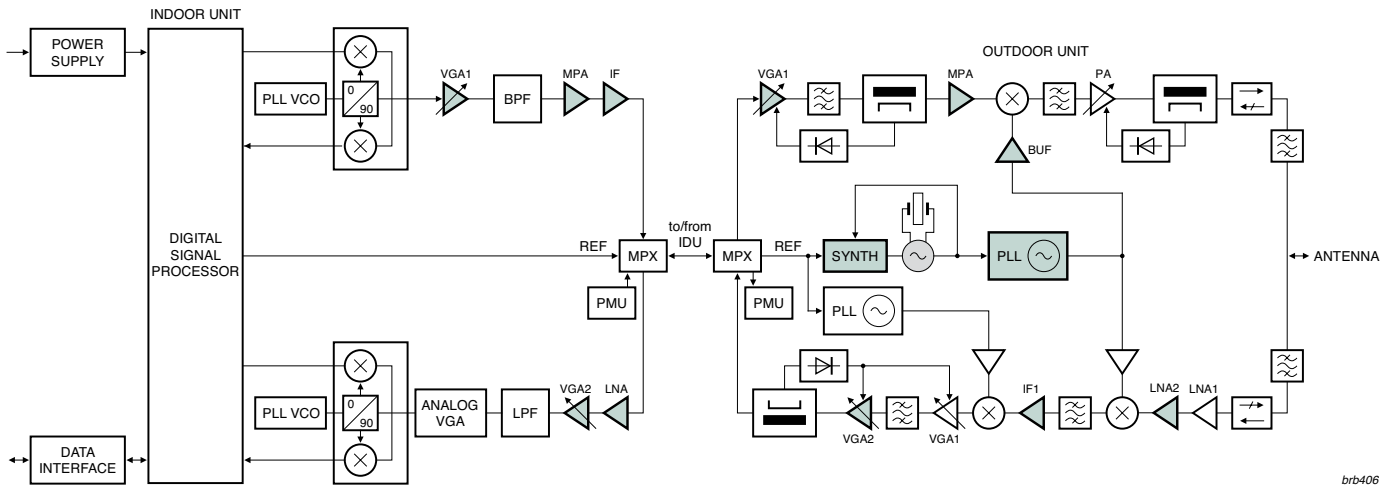 INDOOR UNIT
POWER
SUPPLY
DIGITAL
SIGNAL
PROCESSOR
DATA
INTERFACE
PLL VCO
0
90
VGA1
BPF
MPA
IF
REF
MPX
PMU
PLL VCO
0
90
ANALOG
VGA
LPF
VGA2
LNA
to/from
IDU
OUTDOOR UNIT
VGA1
MPA
PA
BUF
MPX
REF
PMU
SYNTH
PLL
PLL
ANTENNA
VGA2
VGA1
IF1
LNA2
LNA1
brb406